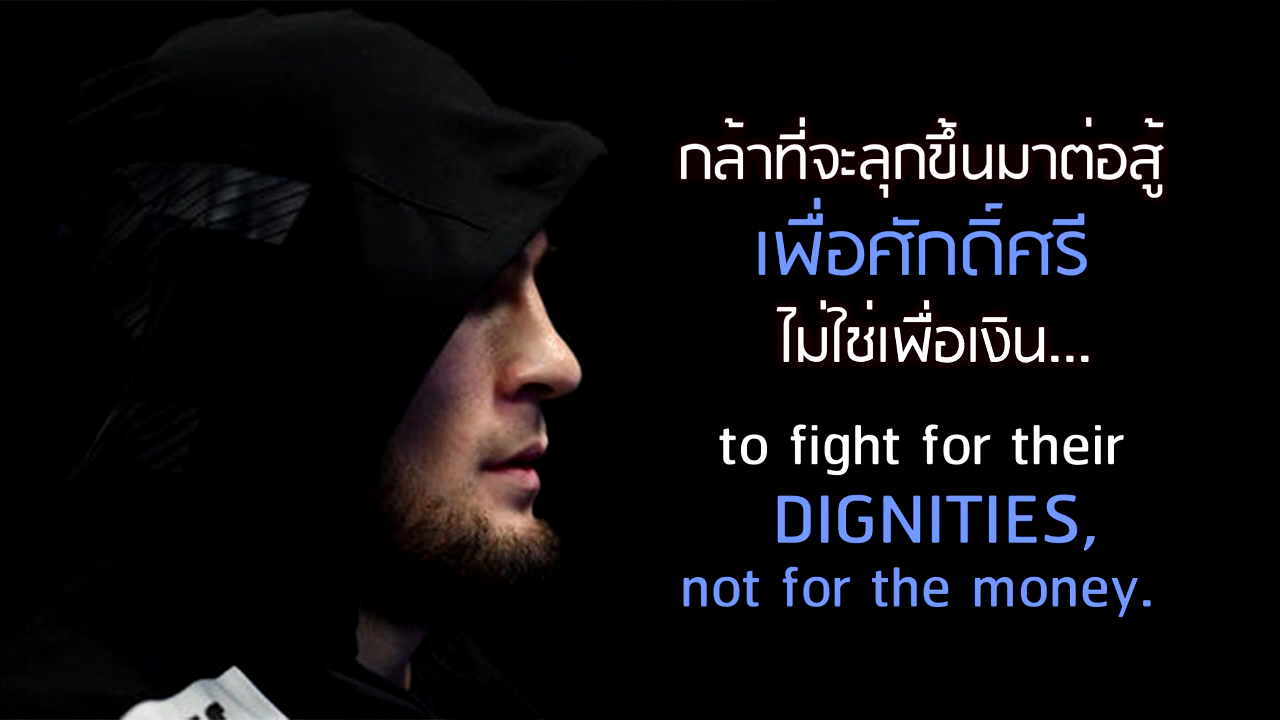 กล้าที่จะลุกขึ้นมาต่อสู้
เพื่อศักดิ์ศรี
ไม่ใช่เพื่อเงิน...
to fight for their
DIGNITIES,
not for the money.